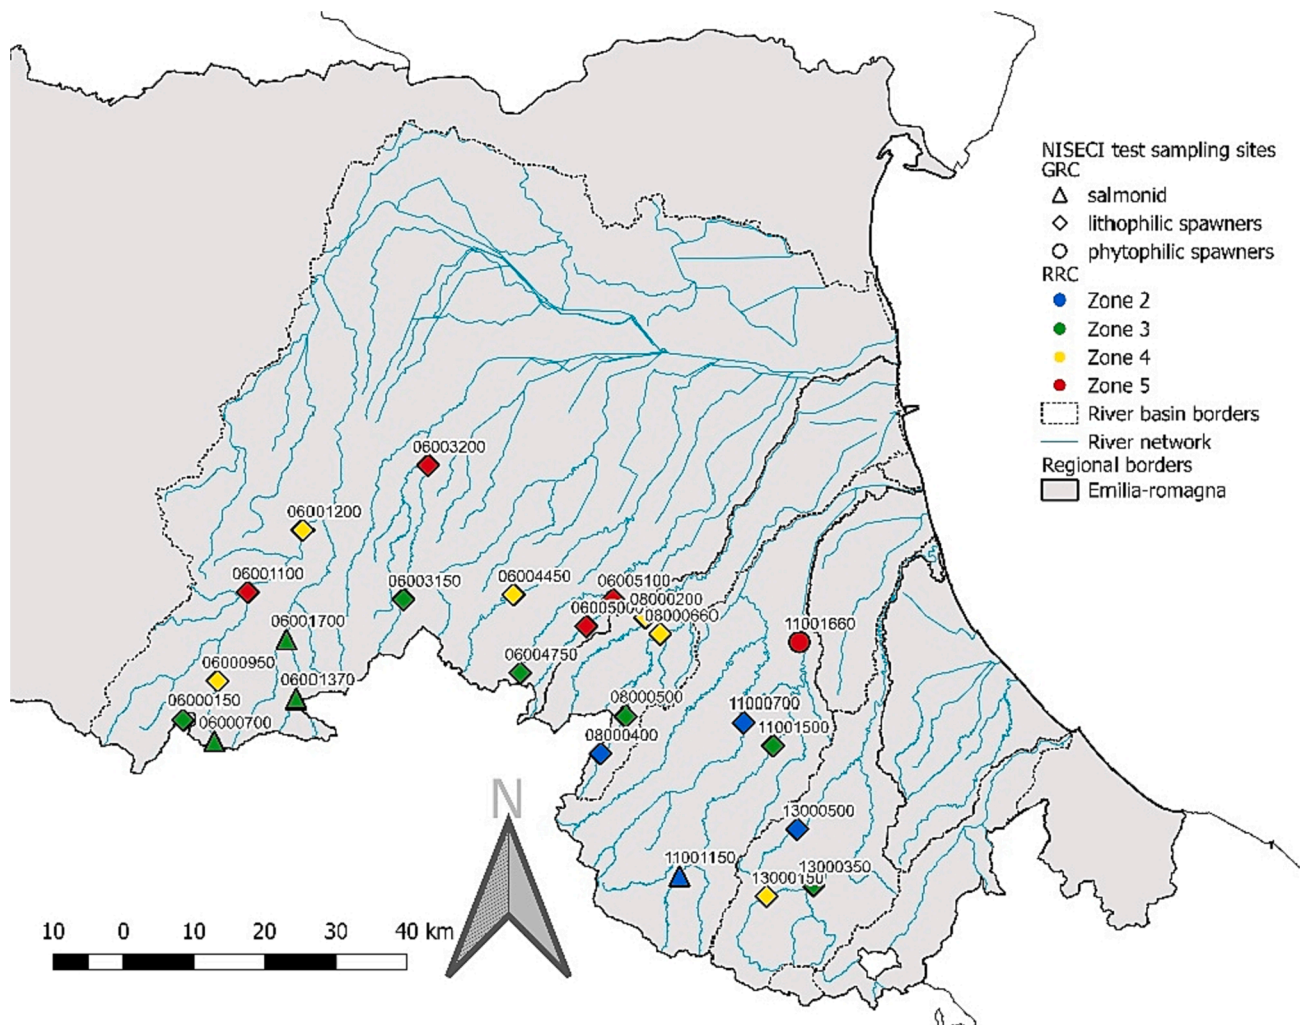 NISECI test sampling sites
GRC
salmonid
lithophilic spawners
phytophilic spawners
RRC
Zone 2
Zone 3
Zone 4
Zone 5
River basin borders
River network
Regional borders
Emilia-romagna
06003200
06001200
06001100
06003150
06004450
06005100
08000200
06005000
08000660
06001700
11001660
06000950
06004750
06001370
06000150
08000500
11000700
06000700
11001500
08000400
N
13000500
11001150
13000350
13000150
10 0 10 20 30 40 km